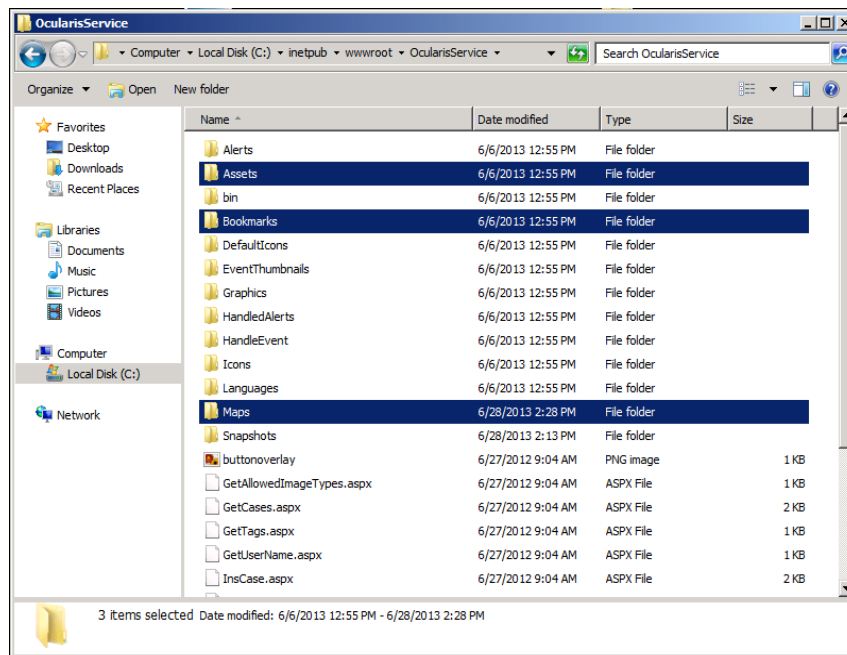 OcularisService
Computer Local Disk (C:) inetpub wwwroot OcularisService
Search OcularisService
Organize Open New folder
Favorites
Desktop
Downloads
Recent Places
Libraries
Documents
Music
Pictures
Videos
Computer
Local Disk (C:)
Network
Name Date modified Type Size
Alerts 6/6/2013 12:55 PM File folder
Assets 6/6/2013 12:55 PM File folder
bin 6/6/2013 12:55 PM File folder
Bookmarks 6/6/2013 12:55 PM File folder
DefaultIcons 6/6/2013 12:55 PM File folder
EventThumbnails 6/6/2013 12:55 PM File folder
Graphics 6/6/2013 12:55 PM File folder
HandledAlerts 6/6/2013 12:55 PM File folder
HandleEvent 6/6/2013 12:55 PM File folder
Icons 6/6/2013 12:55 PM File folder
Languages 6/6/2013 12:55 PM File folder
Maps 6/28/2013 2:28 PM File folder
Snapshots 6/28/2013 2:13 PM File folder
buttonoverlay 6/27/2012 9:04 AM PNG image 1 KB
GetAllowedImageTypes.aspx 6/27/2012 9:04 AM ASPX File 1 KB
GetCases.aspx 6/27/2012 9:04 AM ASPX File 2 KB
GetTags.aspx 6/27/2012 9:04 AM ASPX File 1 KB
GetUserName.aspx 6/27/2012 9:04 AM ASPX File 1 KB
InsCase.aspx 6/27/2012 9:04 AM ASPX File 2 KB
3 items selected Date modified: 6/6/2013 12:55 PM - 6/28/2013 2:28 PM